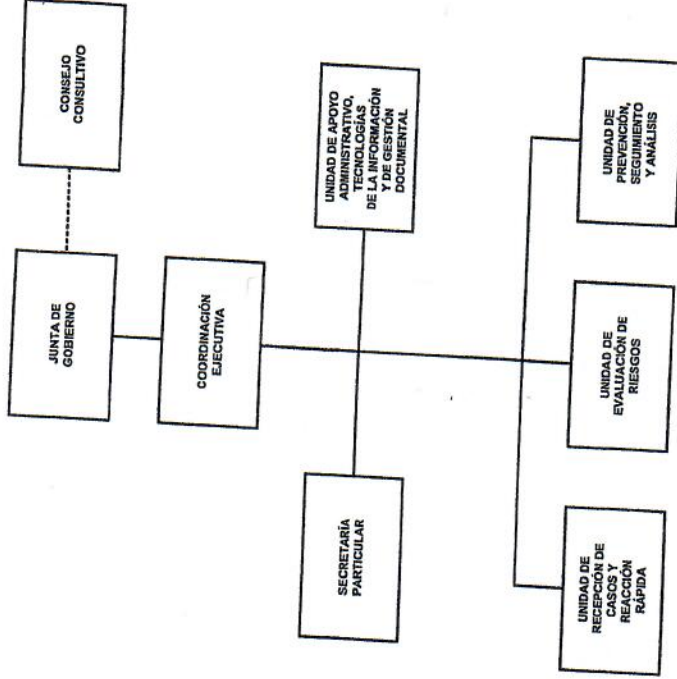 CONSEJO
CONSULTIVO
JUNTA DE
GOBIERNO
COORDINACIÓN
EJECUTIVA
UNIDAD DE APOYO
ADMINISTRATIVO,
TECNOLOGÍAS
DE LA INFORMACIÓN
Y DE GESTIÓN
DOCUMENTAL
SECRETARÍA
PARTICULAR
UNIDAD DE
RECEPCIÓN DE
CASOS Y
REACCIÓN
RÁPIDA
UNIDAD DE
EVALUACIÓN DE
RIESGOS
UNIDAD DE
PREVENCIÓN,
SEGUIMIENTO
Y ANÁLISIS